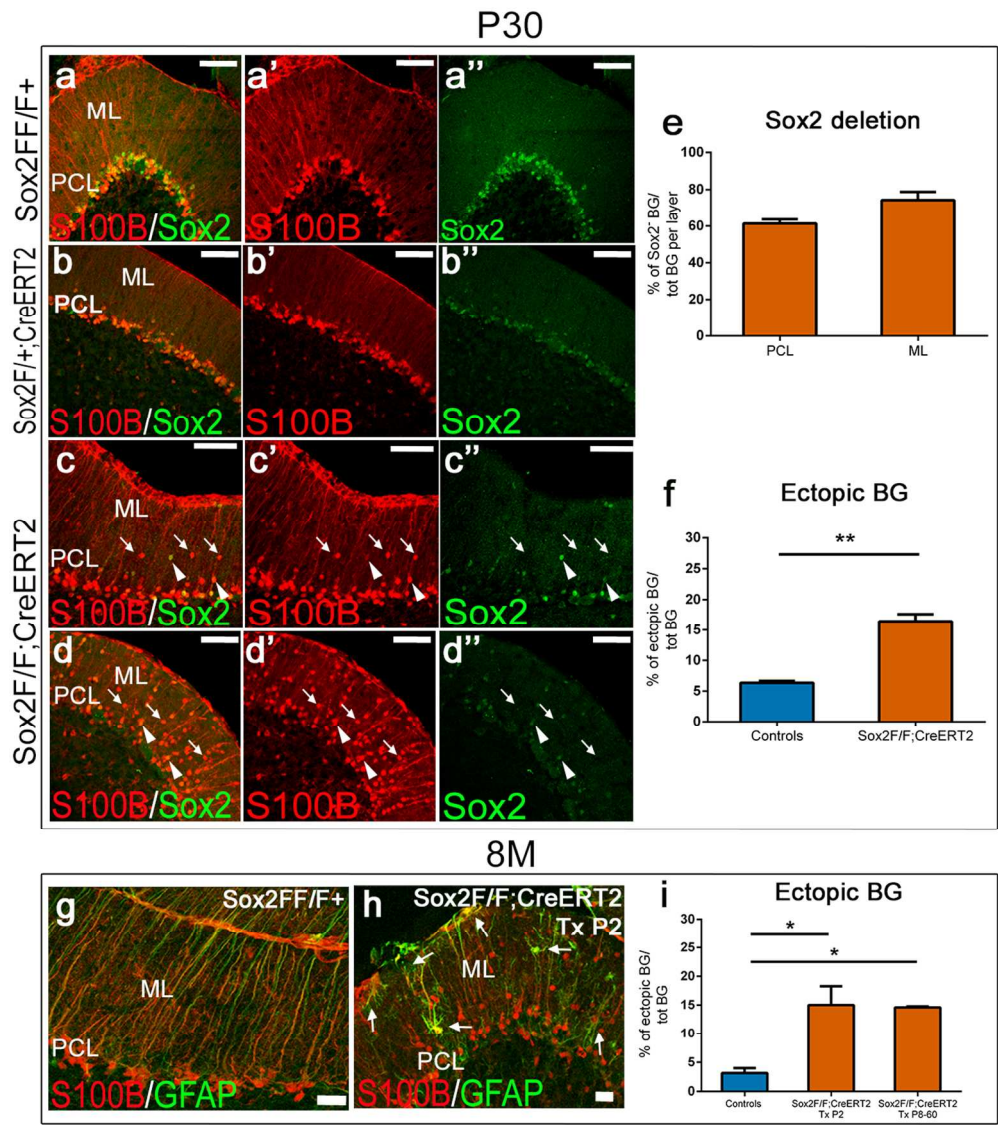 P30
Sox2FF/F+
a
ML
PCL
S100B/Sox2
a'
S100B
a''
Sox2
Sox2F/+;CreERT2
b
ML
PCL
S100B/Sox2
b'
S100B
b''
Sox2
Sox2F/F;CreERT2
c
ML
PCL
S100B/Sox2
c'
S100B
c''
Sox2
d
ML
PCL
S100B/Sox2
d'
S100B
d''
Sox2
e
Sox2 deletion
% of Sox2⁻ BG/
tot BG per layer
100
80
60
40
20
0
PCL
ML
f
Ectopic BG
% of ectopic BG/
tot BG
30
25
20
15
10
5
0
**
Controls
Sox2F/F;CreERT2
8M
g
Sox2FF/F+
ML
PCL
S100B/GFAP
h
Sox2F/F;CreERT2
Tx P2
ML
PCL
S100B/GFAP
i
Ectopic BG
% of ectopic BG/
tot BG
30
25
20
15
10
5
0
*
*
Controls
Sox2F/F;CreERT2
Tx P2
Sox2F/F;CreERT2
Tx P8-60